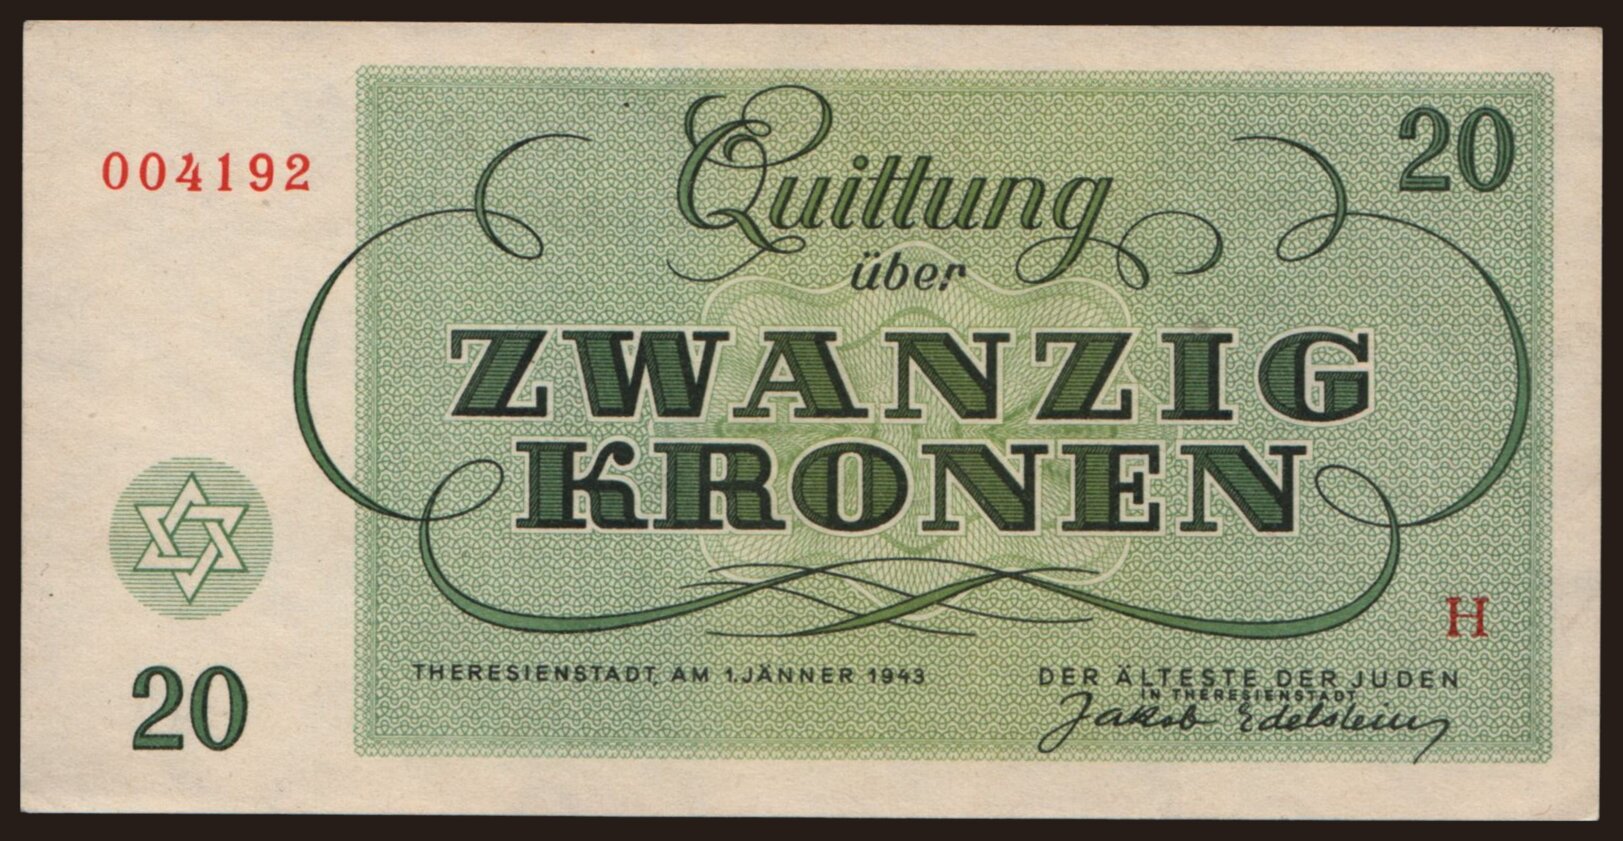 004192
20
Quittung
über
ZWANZIG
KRONEN
H
20
THERESIENSTADT, AM 1. JÄNNER 1943
DER ÄLTESTE DER JUDEN
IN THERESIENSTADT
Jakob Edelstein